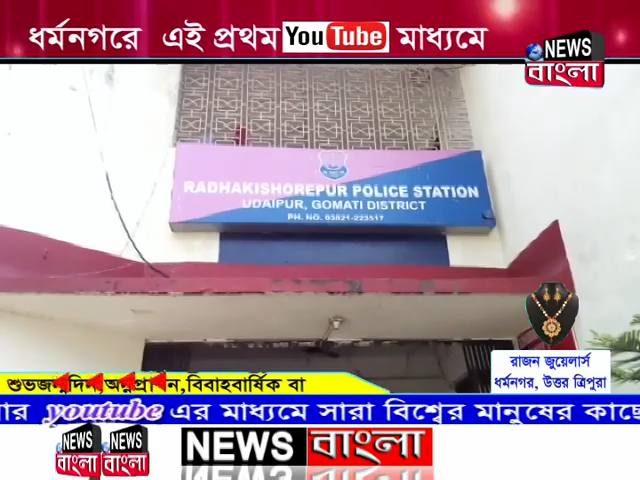 ধর্মনগরে এই প্রথম YouTube মাধ্যমে
NEWS
বাংলা
RADHAKISHOREPUR POLICE STATION
UDAIPUR, GOMATI DISTRICT
PH. NO. 03821-223517
রাজন জুয়েলার্স
ধর্মনগর, উত্তর ত্রিপুরা
শুভজন্মদিন,অন্নপ্রাশন,বিবাহবার্ষিক বা
ার youtube এর মাধ্যমে সারা বিশ্বের মানুষের কাছে
NEWS NEWS
বাংলা বাংলা
NEWS বাংলা